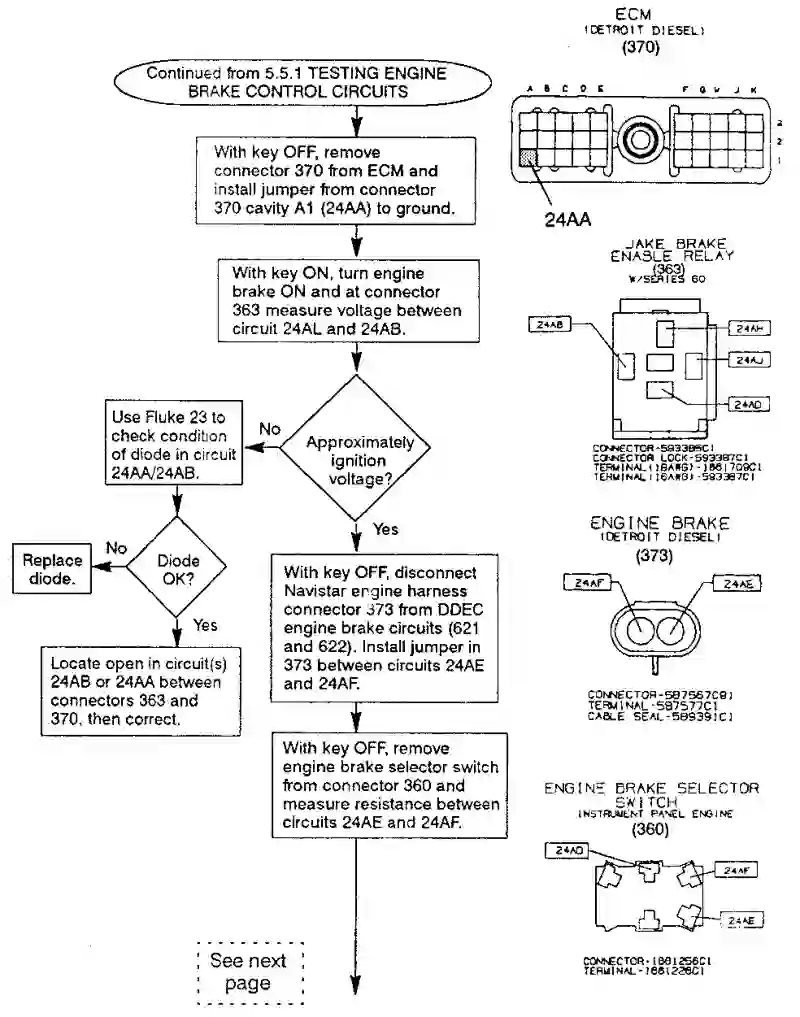 Continued from 5.5.1 TESTING ENGINE
BRAKE CONTROL CIRCUITS
With key OFF, remove
connector 370 from ECM and
install jumper from connector
370 cavity A1 (24AA) to ground.
With key ON, turn engine
brake ON and at connector
363 measure voltage between
circuit 24AL and 24AB.
Approximately
ignition
voltage?
No
Use Fluke 23 to
check condition
of diode in circuit
24AA/24AB.
Diode
OK?
No
Replace
diode.
Yes
Locate open in circuit(s)
24AB or 24AA between
connectors 363 and
370, then correct.
Yes
With key OFF, disconnect
Navistar engine harness
connector 373 from DDEC
engine brake circuits (621
and 622). Install jumper in
373 between circuits 24AE
and 24AF.
With key OFF, remove
engine brake selector switch
from connector 360 and
measure resistance between
circuits 24AE and 24AF.
See next
page
ECM
(DETROIT DIESEL)
(370)
A B C D E
F G J K
2
2
1
24AA
JAKE BRAKE
ENABLE RELAY
(363)
W/SERIES 60
24AB
24AH
24AJ
24AD
CONNECTOR-593385C1
CONNECTOR LOCK-593387C1
TERMINAL(18AWG)-1661709C1
TERMINAL(16AWG)-593387C1
ENGINE BRAKE
(DETROIT DIESEL)
(373)
24AF
24AE
CONNECTOR-587567C91
TERMINAL-587577C1
CABLE SEAL-589391C1
ENGINE BRAKE SELECTOR
SWITCH
INSTRUMENT PANEL ENGINE
(360)
24AD
24AF
24AE
CONNECTOR-1661256C1
TERMINAL-1661226C1